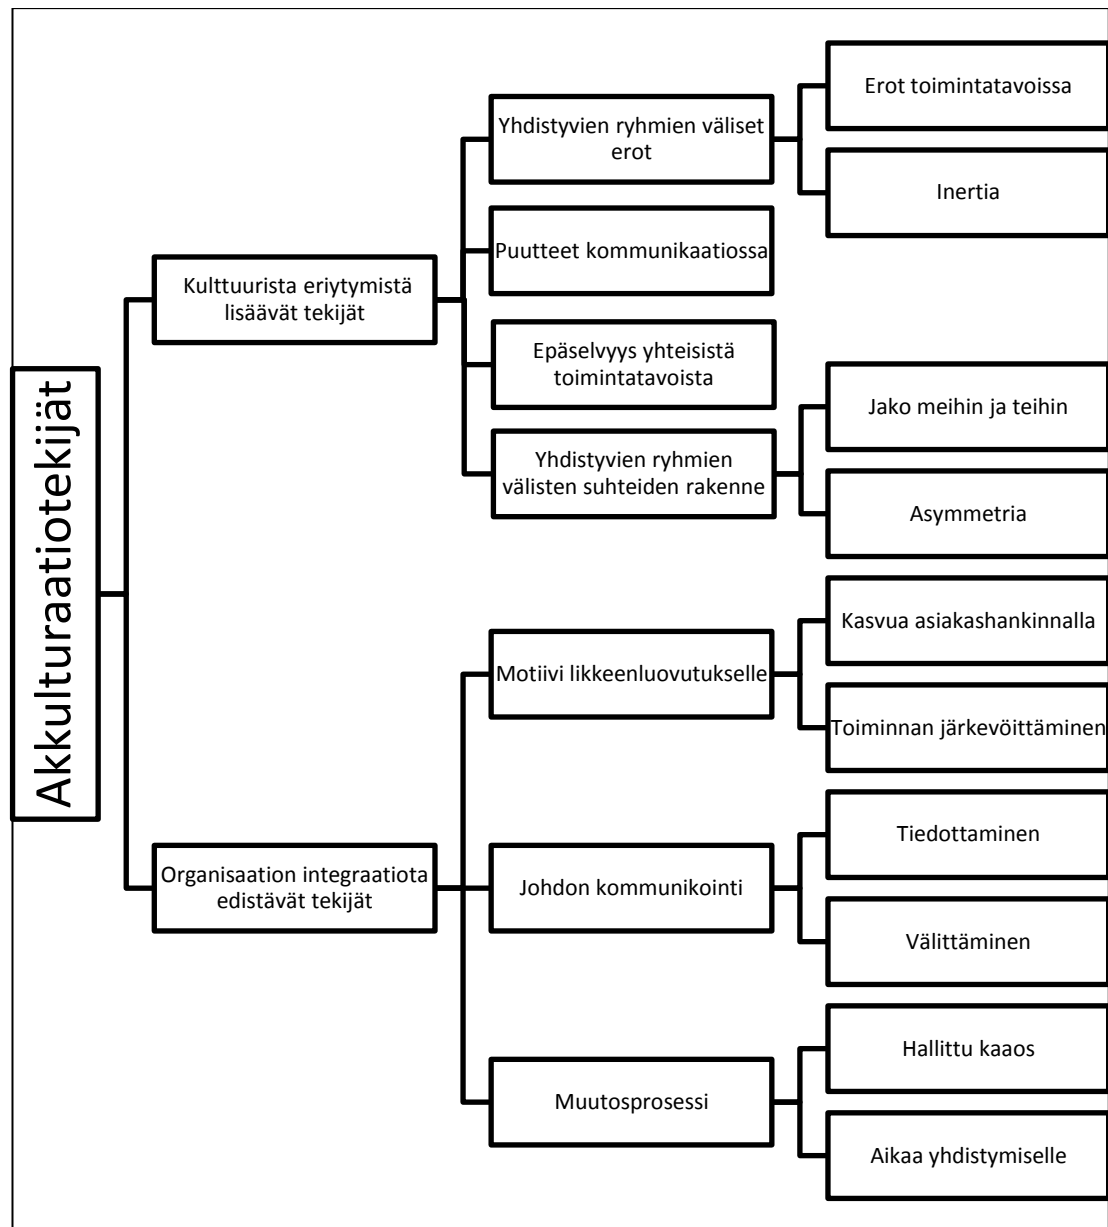 Akkulturaatiotekijät
Kulttuurista eriytymistä
lisäävät tekijät
Yhdistyvien ryhmien väliset
erot
Erot toimintatavoissa
Inertia
Puutteet kommunikaatiossa
Epäselvyys yhteisistä
toimintatavoista
Yhdistyvien ryhmien
välisten suhteiden rakenne
Jako meihin ja teihin
Asymmetria
Organisaation integraatiota
edistävät tekijät
Motiivi likkeenluovutukselle
Kasvua asiakashankinnalla
Toiminnan järkevöittäminen
Johdon kommunikointi
Tiedottaminen
Välittäminen
Muutosprosessi
Hallittu kaaos
Aikaa yhdistymiselle